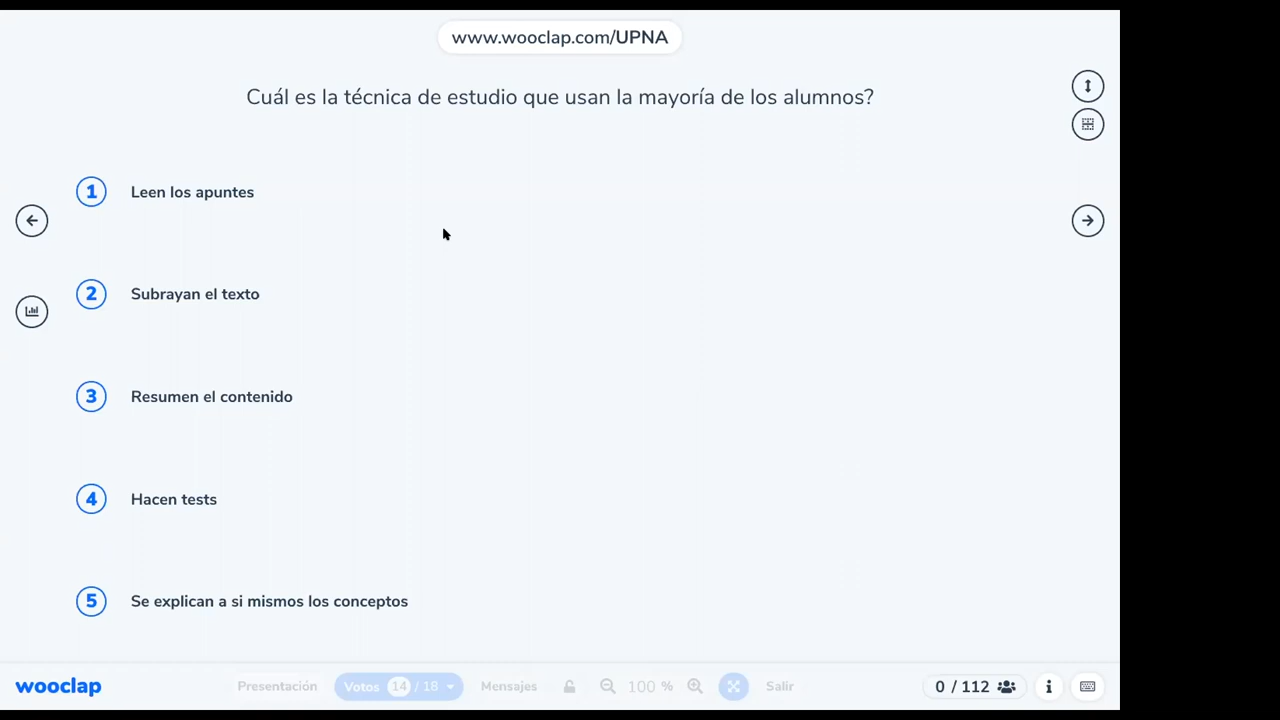 www.wooclap.com/UPNA
Cuál es la técnica de estudio que usan la mayoría de los alumnos?
1 Leen los apuntes
2 Subrayan el texto
3 Resumen el contenido
4 Hacen tests
5 Se explican a si mismos los conceptos
wooclap Presentación Votos 14 / 18 Mensajes 100 % Salir 0 / 112